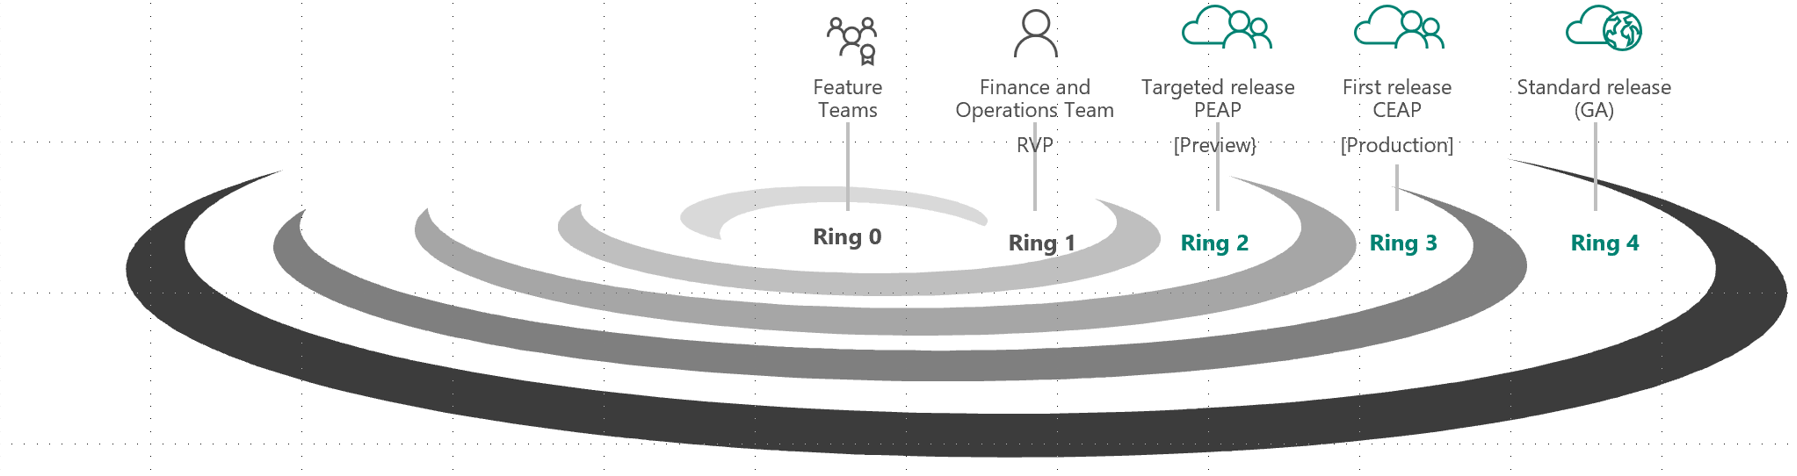 Feature
Teams
Finance and
Operations Team
RVP
Targeted release
PEAP
[Preview}
First release
CEAP
[Production]
Standard release
(GA)
Ring 0
Ring 1
Ring 2
Ring 3
Ring 4